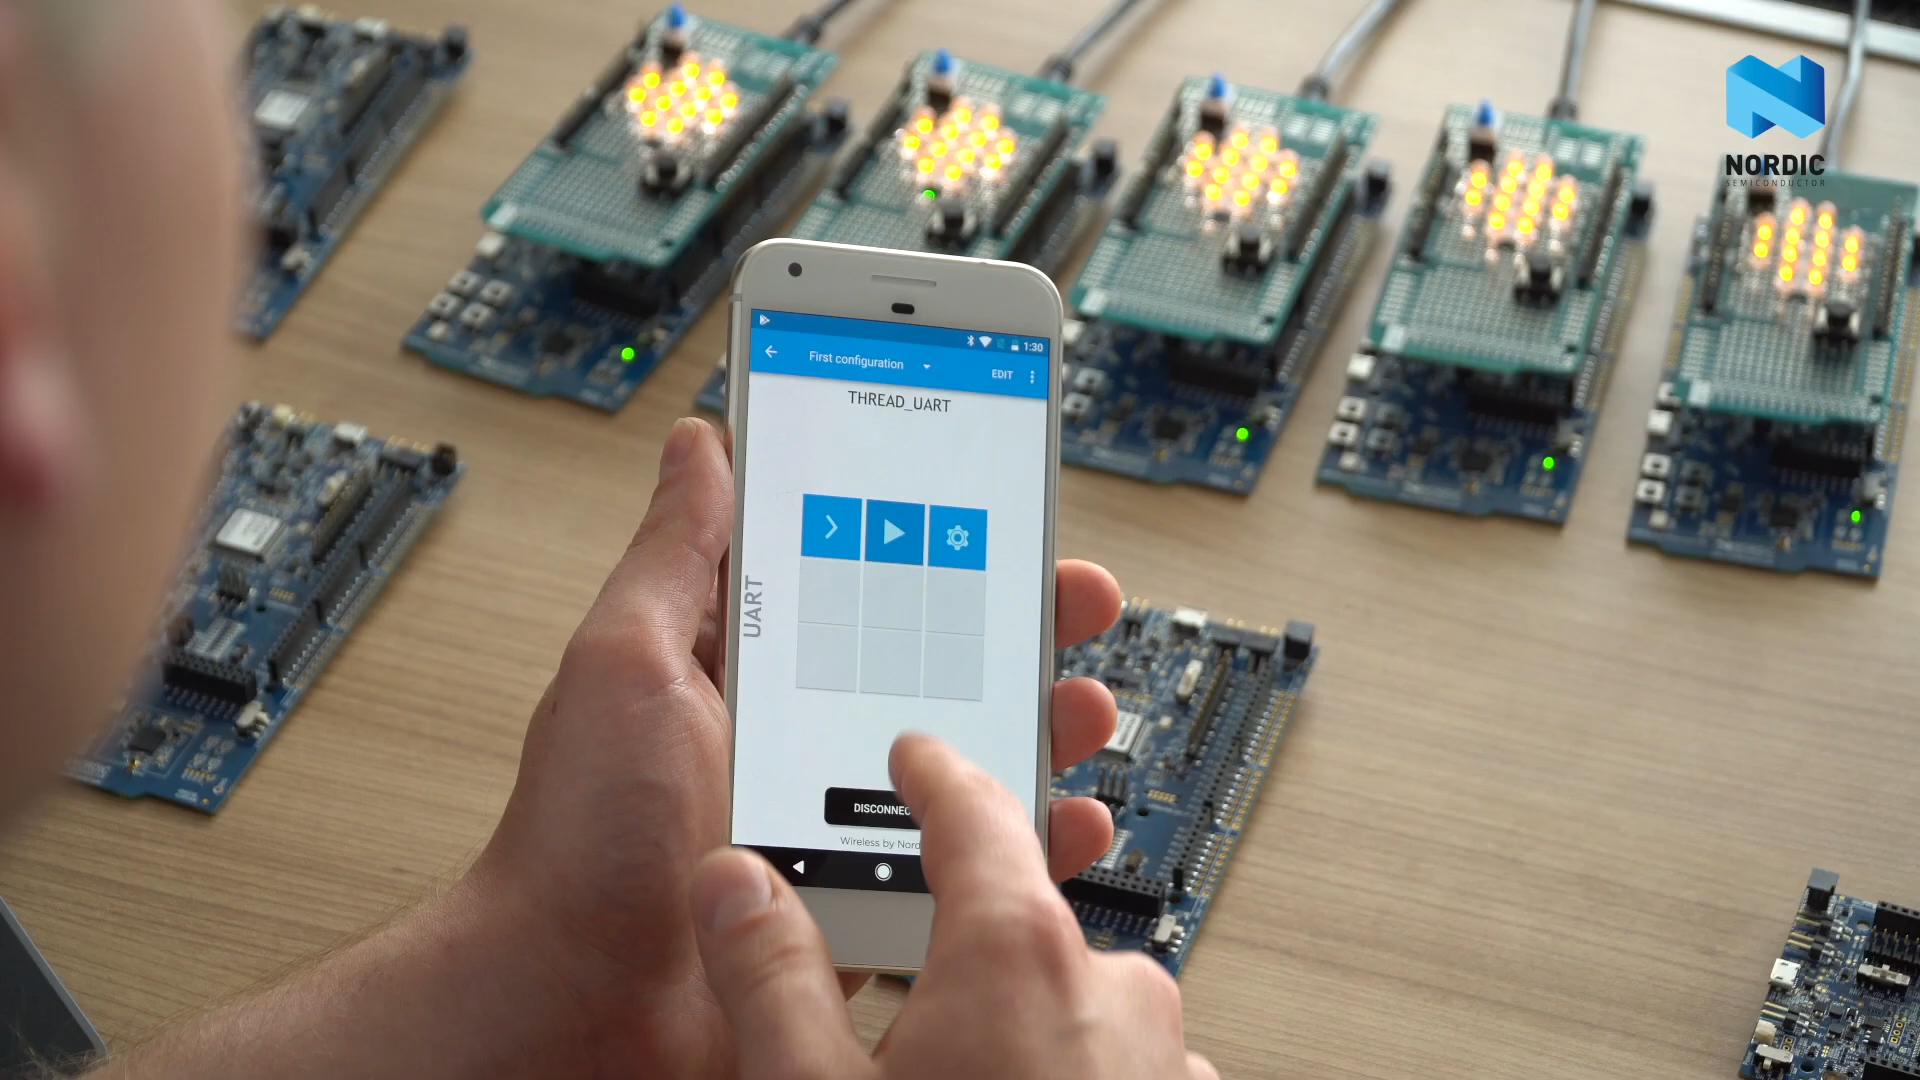 NORDIC
SEMICONDUCTOR
1:30
First configuration
EDIT
THREAD_UART
UART
DISCONNEC
Wireless by Nord